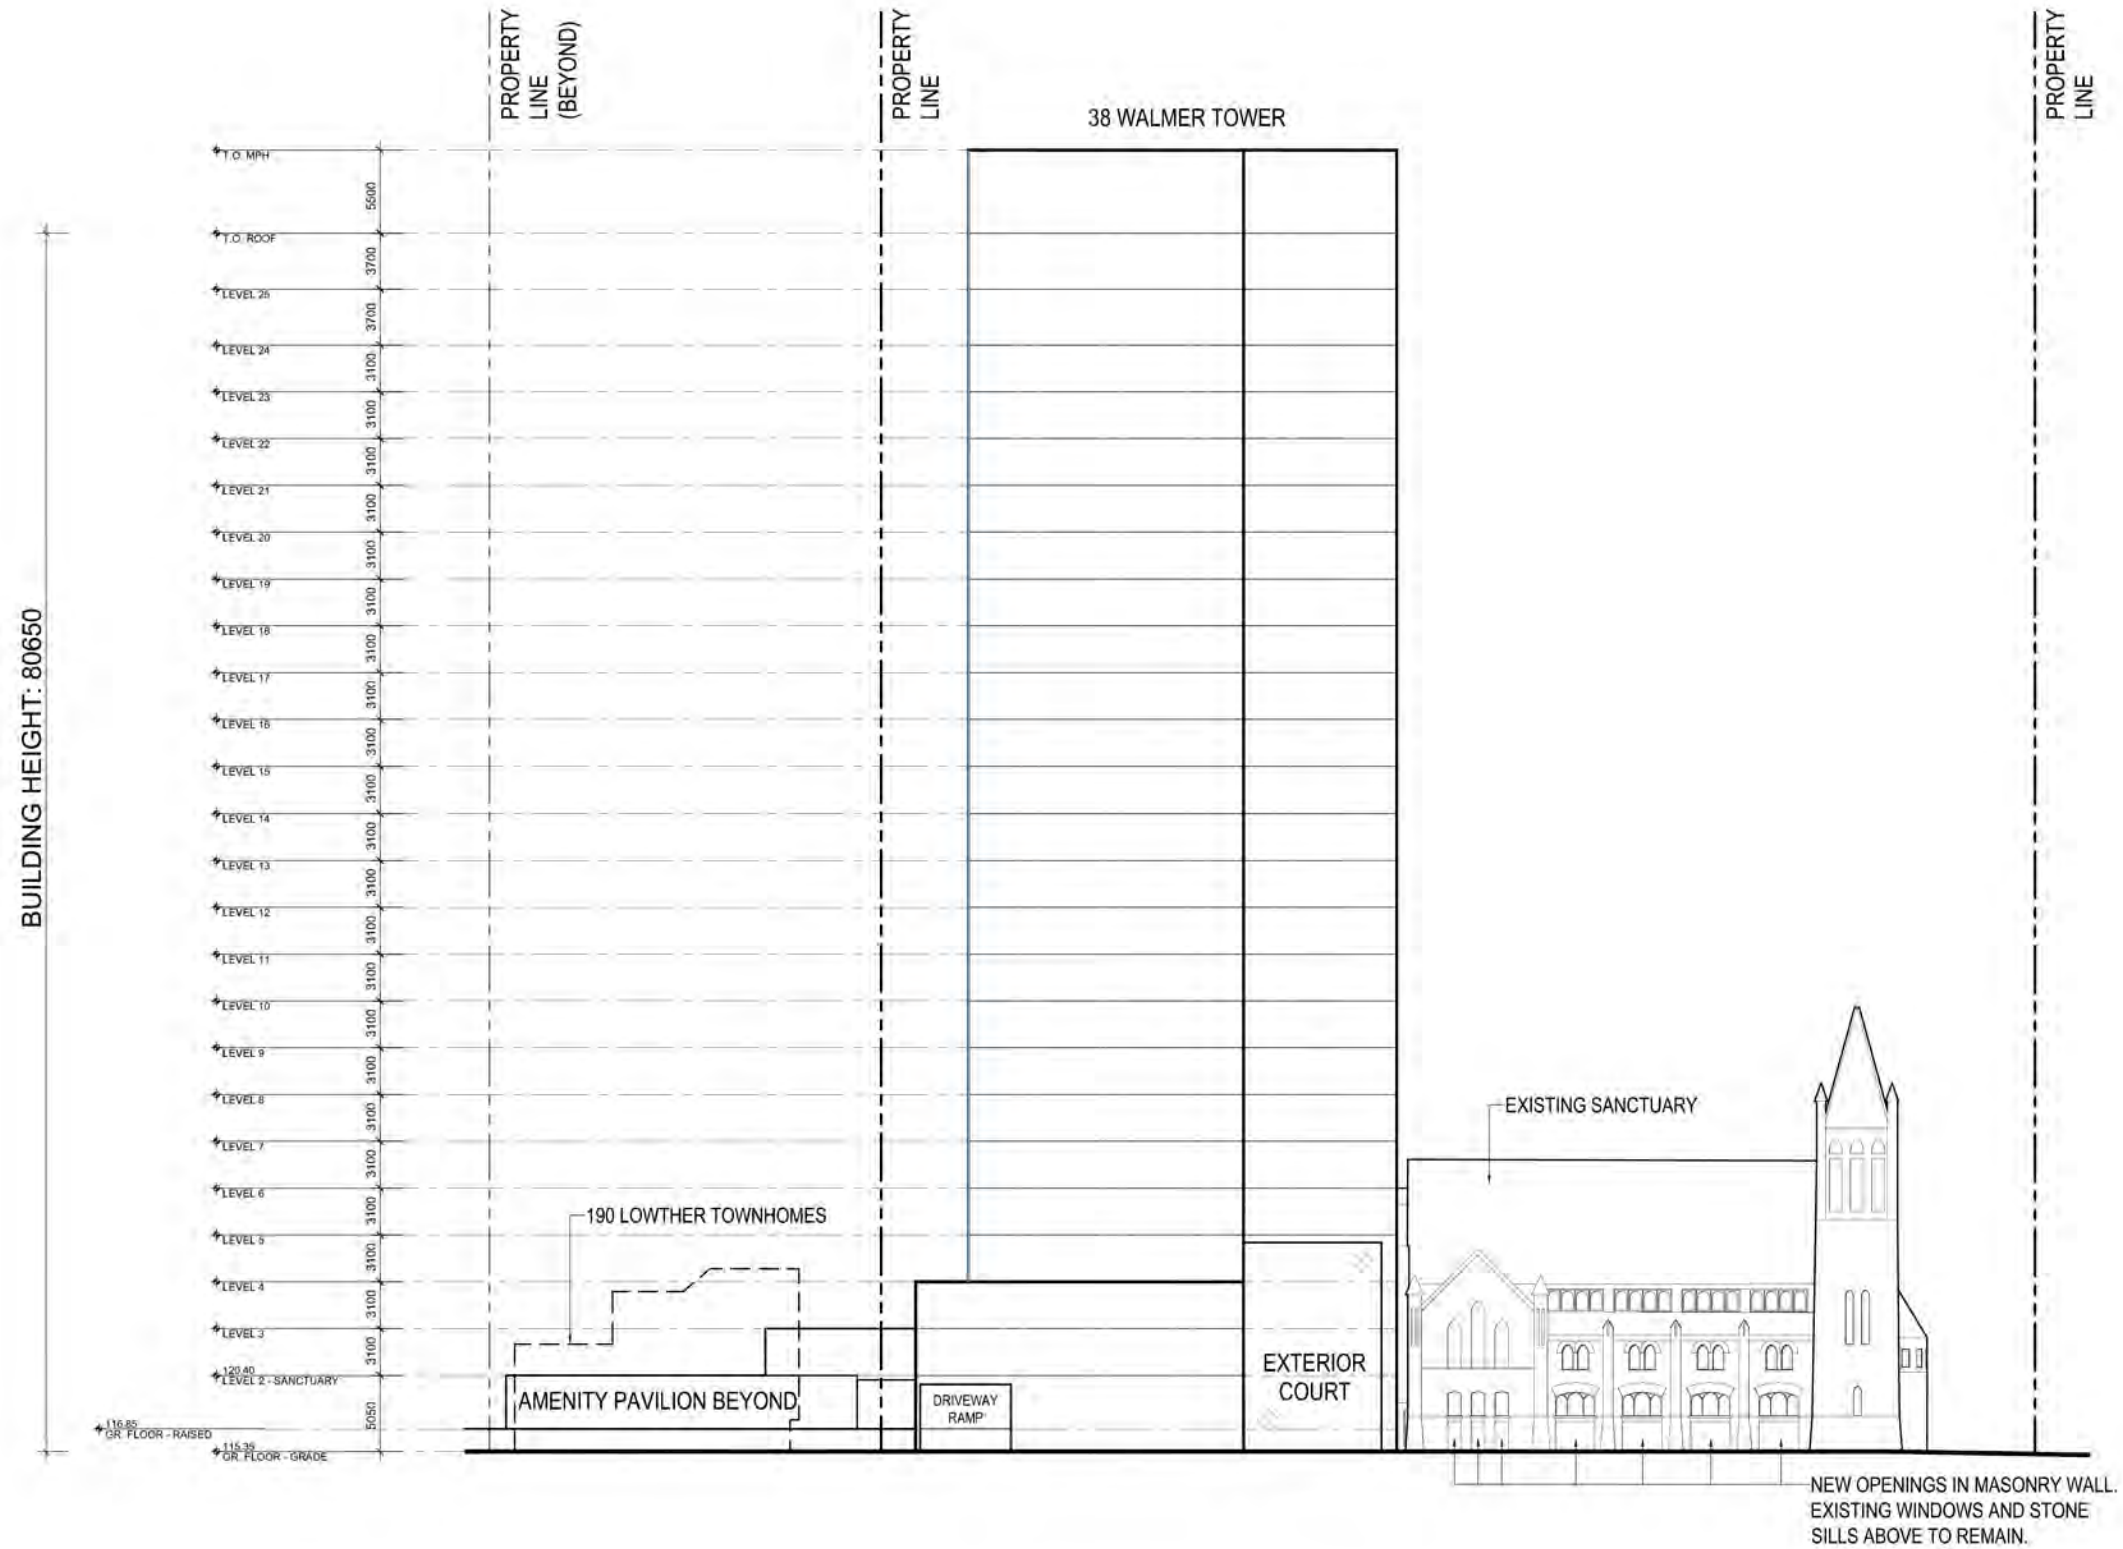 PROPERTY
LINE
(BEYOND)
PROPERTY
LINE
PROPERTY
LINE
38 WALMER TOWER
T.O. MPH
5500
T.O. ROOF
3700
LEVEL 25
3700
LEVEL 24
3100
LEVEL 23
3100
LEVEL 22
3100
LEVEL 21
3100
LEVEL 20
3100
LEVEL 19
3100
LEVEL 18
3100
LEVEL 17
3100
LEVEL 16
3100
LEVEL 15
3100
LEVEL 14
3100
LEVEL 13
3100
LEVEL 12
3100
LEVEL 11
3100
LEVEL 10
3100
LEVEL 9
3100
LEVEL 8
3100
LEVEL 7
3100
LEVEL 6
3100
LEVEL 5
3100
LEVEL 4
3100
LEVEL 3
3100
120.40
LEVEL 2 - SANCTUARY
5050
116.85
GR. FLOOR - RAISED
115.35
GR. FLOOR - GRADE
BUILDING HEIGHT: 80650
190 LOWTHER TOWNHOMES
AMENITY PAVILION BEYOND
DRIVEWAY
RAMP
EXTERIOR
COURT
EXISTING SANCTUARY
NEW OPENINGS IN MASONRY WALL.
EXISTING WINDOWS AND STONE
SILLS ABOVE TO REMAIN.